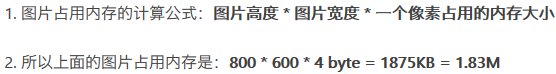 1. 图片占用内存的计算公式：图片高度 * 图片宽度 * 一个像素占用的内存大小
2. 所以上面的图片占用内存是：800 * 600 * 4 byte = 1875KB = 1.83M